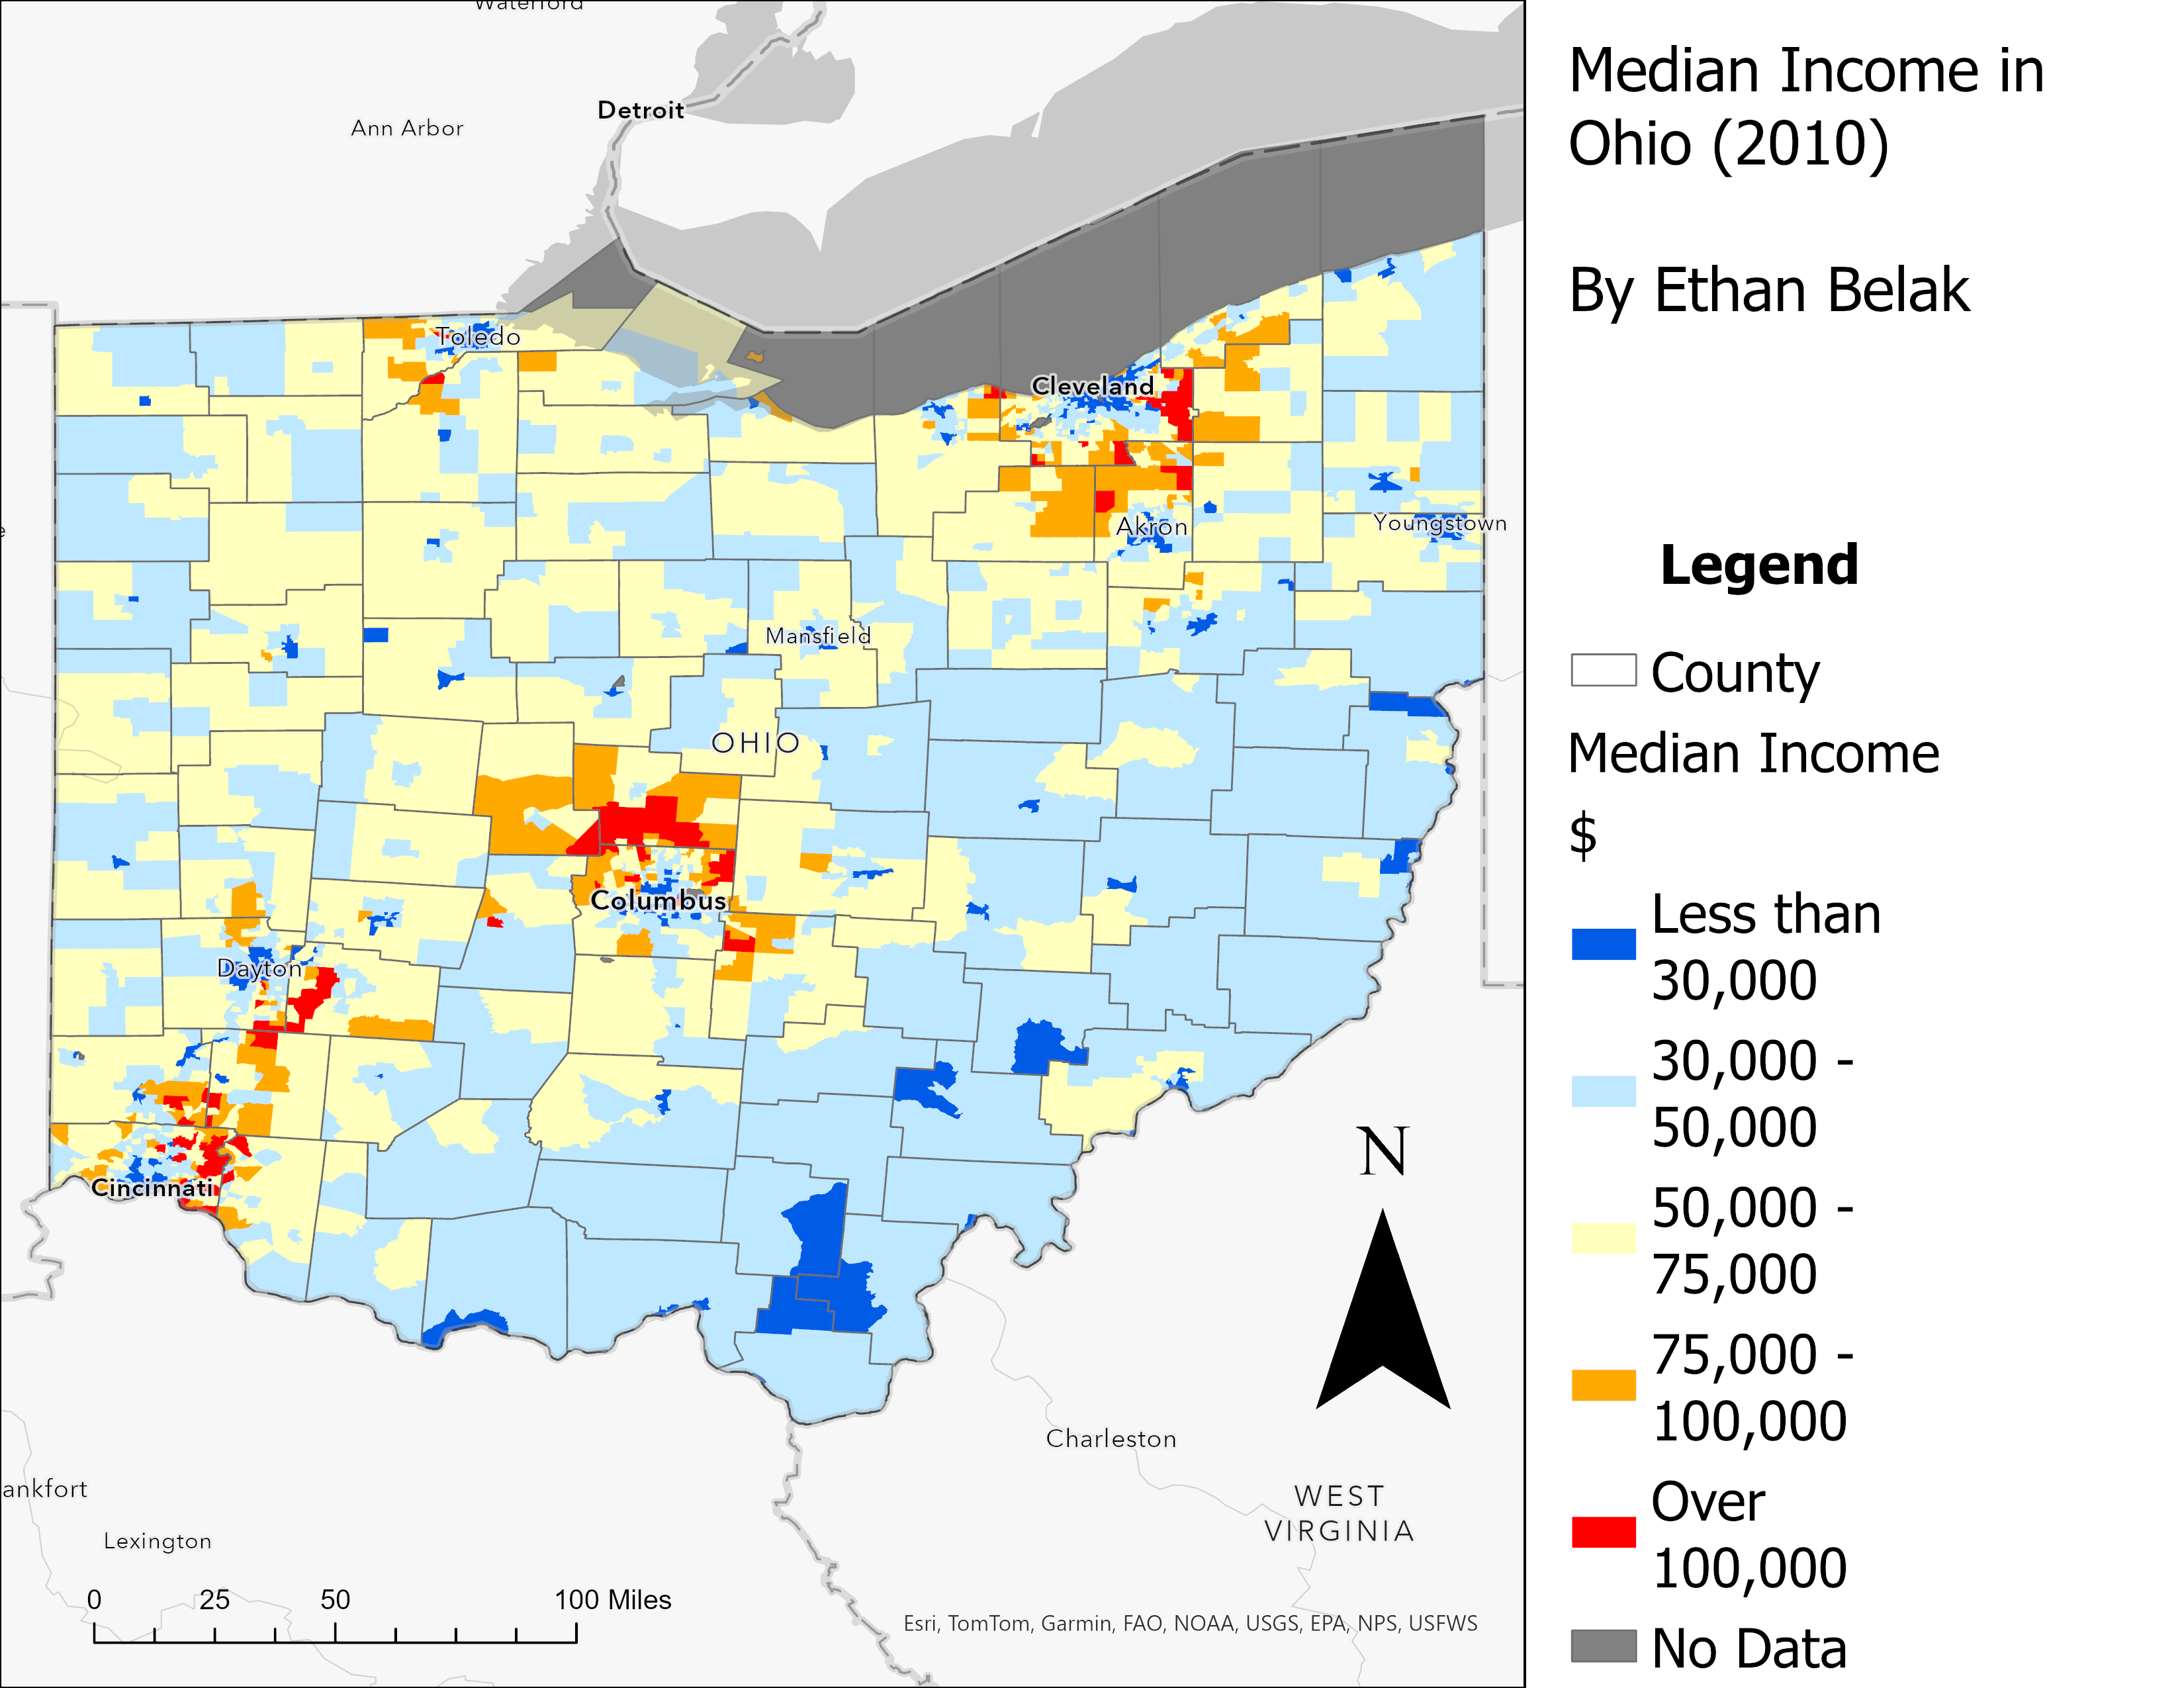 Waterford
Detroit
Ann Arbor
Toledo
Cleveland
Akron
Youngstown
Mansfield
OHIO
Columbus
Dayton
Cincinnati
Charleston
WEST
VIRGINIA
ankfort
Lexington
0 25 50 100 Miles
Esri, TomTom, Garmin, FAO, NOAA, USGS, EPA, NPS, USFWS
N
Median Income in
Ohio (2010)
By Ethan Belak
Legend
County
Median Income
$
Less than
30,000
30,000 -
50,000
50,000 -
75,000
75,000 -
100,000
Over
100,000
No Data